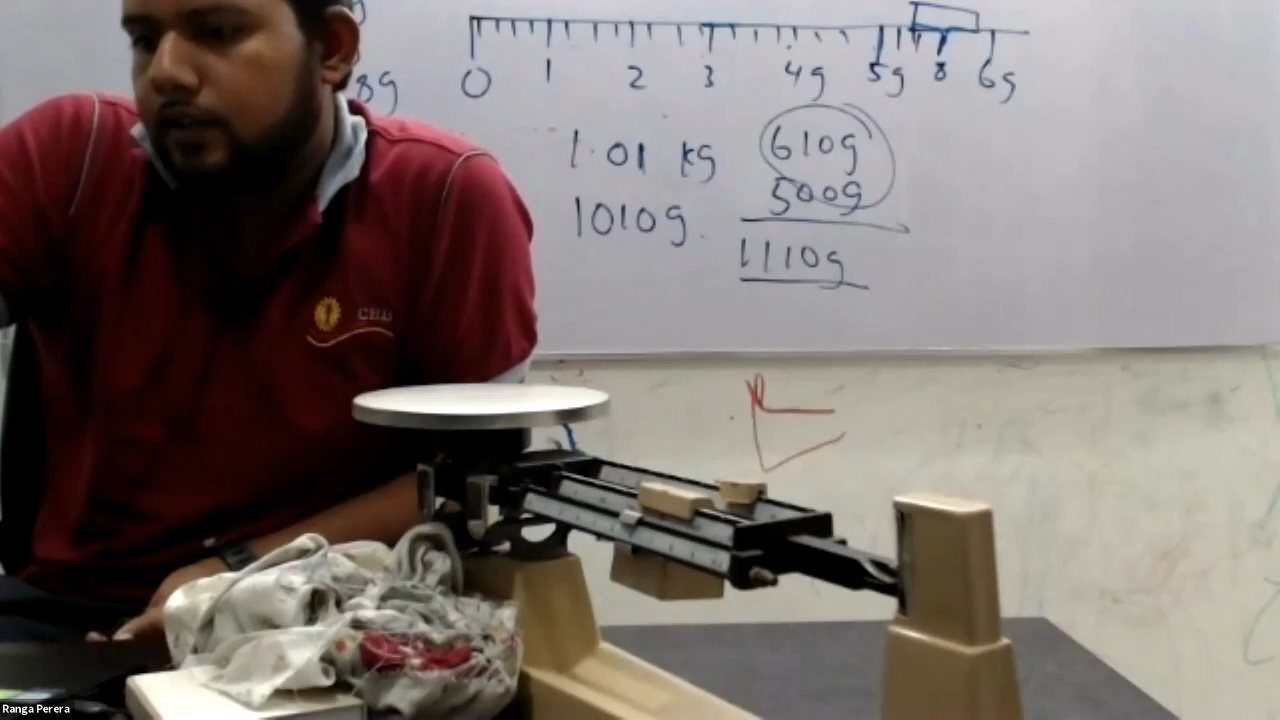 8g
0 1 2 3 4g 5g 8 6g
1.01 kg 610g
1010g. 500g
1110g
Ranga Perera